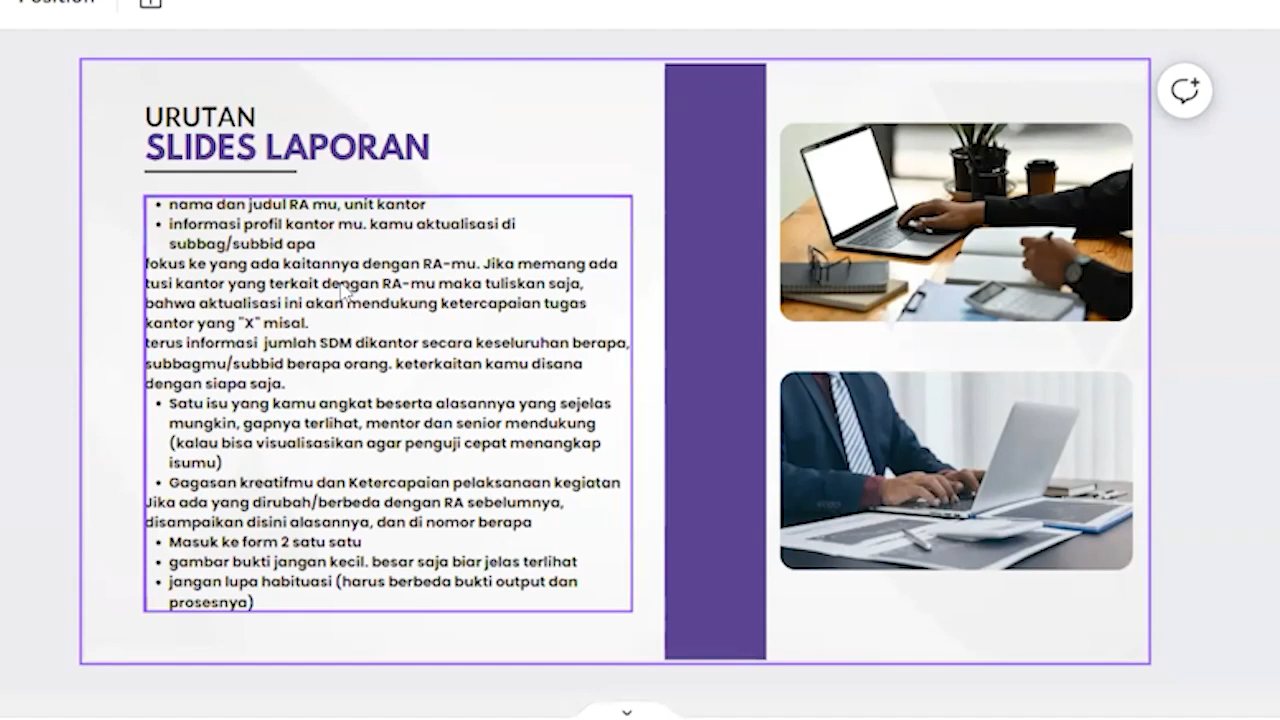 Position
URUTAN
SLIDES LAPORAN
• nama dan judul RA mu, unit kantor
• informasi profil kantor mu. kamu aktualisasi di
subbag/subbid apa
fokus ke yang ada kaitannya dengan RA-mu. Jika memang ada
tusi kantor yang terkait dengan RA-mu maka tuliskan saja,
bahwa aktualisasi ini akan mendukung ketercapaian tugas
kantor yang "X" misal.
terus informasi  jumlah SDM dikantor secara keseluruhan berapa,
subbagmu/subbid berapa orang. keterkaitan kamu disana
dengan siapa saja.
• Satu isu yang kamu angkat beserta alasannya yang sejelas
mungkin, gapnya terlihat, mentor dan senior mendukung
(kalau bisa visualisasikan agar penguji cepat menangkap
isumu)
• Gagasan kreatifmu dan Ketercapaian pelaksanaan kegiatan
Jika ada yang dirubah/berbeda dengan RA sebelumnya,
disampaikan disini alasannya, dan di nomor berapa
• Masuk ke form 2 satu satu
• gambar bukti jangan kecil. besar saja biar jelas terlihat
• jangan lupa habituasi (harus berbeda bukti output dan
prosesnya)